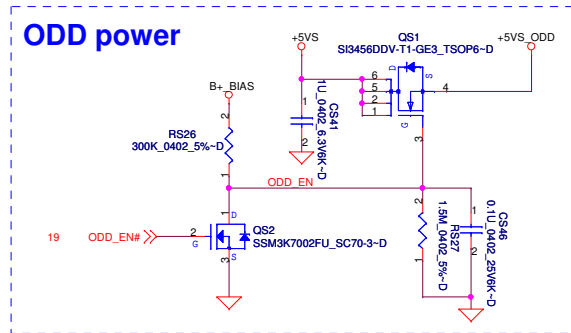 ODD power
+5VS
QS1
SI3456DDV-T1-GE3_TSOP6~D
+5VS_ODD
B+_BIAS
D
S
6
5
2
1
4
G
3
1
2
CS41
1U_0402_6.3V6K~D
2
RS26
300K_0402_5%~D
1
ODD_EN
1
D
QS2
SSM3K7002FU_SC70-3~D
19
ODD_EN#
2
G
S
3
2
1
RS27
1.5M_0402_5%~D
1
2
CS46
0.1U_0402_25V6K~D